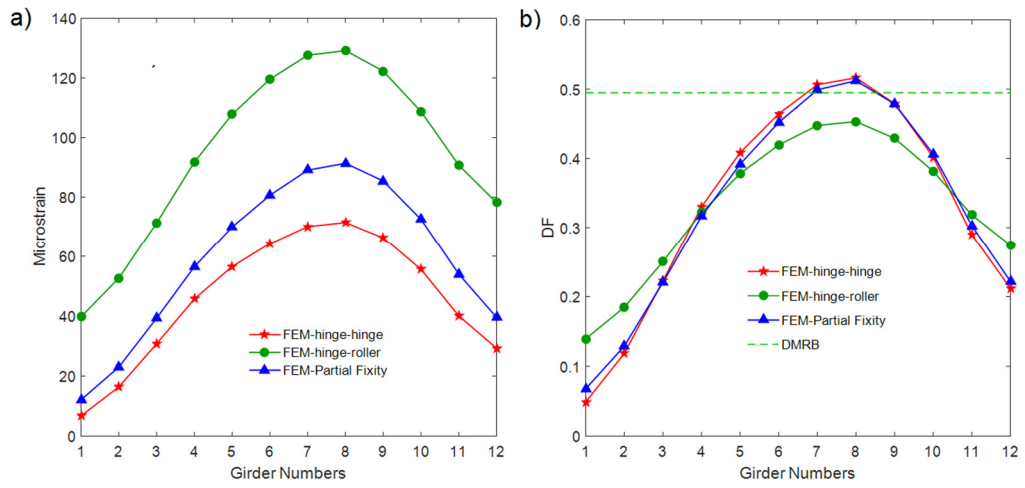 a)
140
120
100
80
60
40
20
0
Microstrain
FEM-hinge-hinge
FEM-hinge-roller
FEM-Partial Fixity
1 2 3 4 5 6 7 8 9 10 11 12
Girder Numbers
b)
0.6
0.5
0.4
0.3
0.2
0.1
0
DF
FEM-hinge-hinge
FEM-hinge-roller
FEM-Partial Fixity
DMRB
1 2 3 4 5 6 7 8 9 10 11 12
Girder Numbers